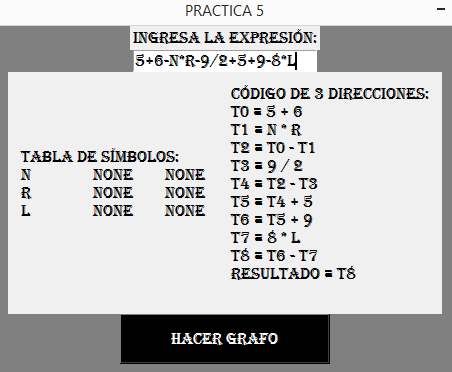 PRACTICA 5
INGRESA LA EXPRESIÓN:
5+6-N*R-9/2+5+9-8*L
TABLA DE SÍMBOLOS:
N NONE NONE
R NONE NONE
L NONE NONE
CÓDIGO DE 3 DIRECCIONES:
T0 = 5 + 6
T1 = N * R
T2 = T0 - T1
T3 = 9 / 2
T4 = T2 - T3
T5 = T4 + 5
T6 = T5 + 9
T7 = 8 * L
T8 = T6 - T7
RESULTADO = T8
HACER GRAFO